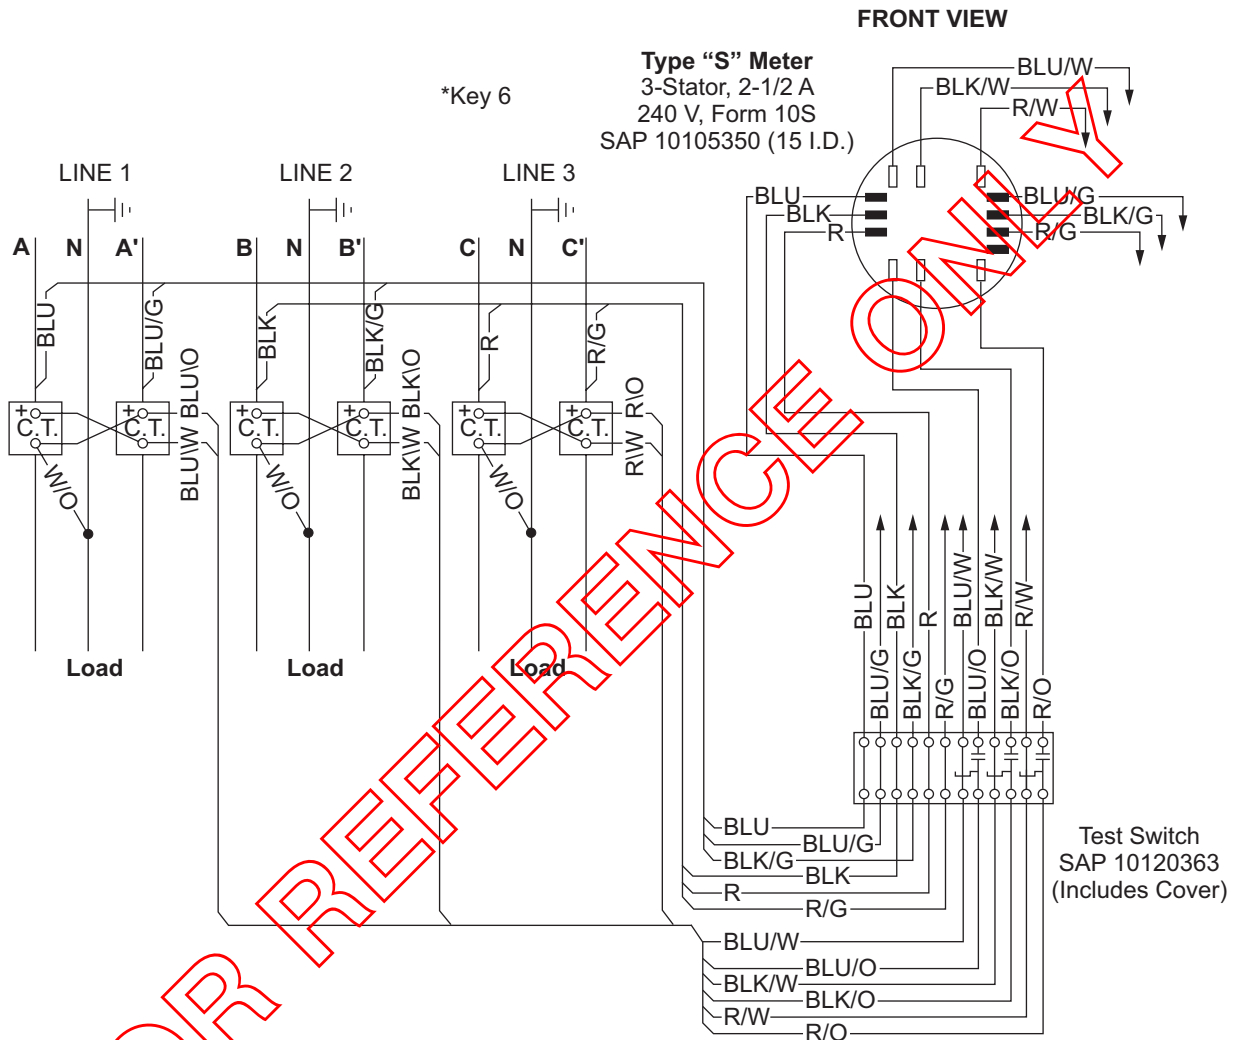 FRONT VIEW
Type “S” Meter
3-Stator, 2-1/2 A
240 V, Form 10S
SAP 10105350 (15 I.D.)
*Key 6
BLU/W
BLK/W
R/W
BLU
BLK
R
BLU/G
BLK/G
R/G
LINE 1
LINE 2
LINE 3
A
N
A'
B
N
B'
C
N
C'
BLU
BLU/G
BLK
BLK/G
R
R/G
BLU\O
BLU\W
BLK\O
BLK\W
R\O
R\W
+
C.T.
+
C.T.
+
C.T.
+
C.T.
+
C.T.
+
C.T.
W/O
W/O
W/O
Load
Load
Load
BLU
BLU/G
BLK
BLK/G
R
R/G
BLU/W
BLU/O
BLK/W
BLK/O
R/W
R/O
BLU
BLU/G
BLK/G
BLK
R
R/G
BLU/W
BLU/O
BLK/W
BLK/O
R/W
R/O
Test Switch
SAP 10120363
(Includes Cover)
OR REFERENCE ONLY